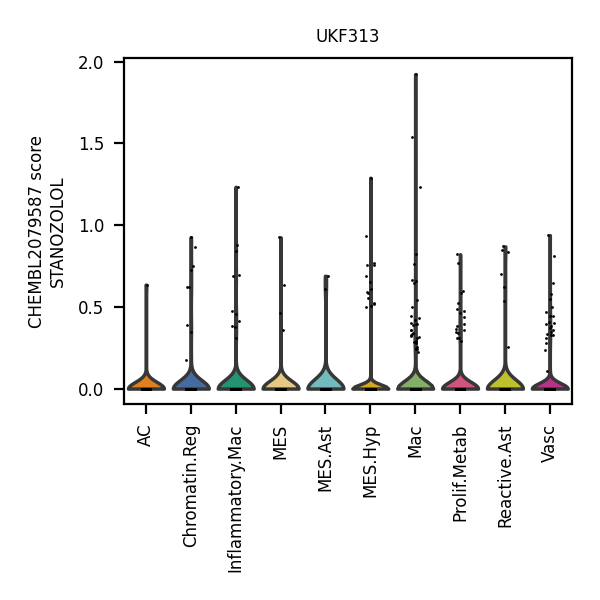 UKF313
CHEMBL2079587 score
STANOZOLOL
2.0
1.5
1.0
0.5
0.0
AC
Chromatin.Reg
Inflammatory.Mac
MES
MES.Ast
MES.Hyp
Mac
Prolif.Metab
Reactive.Ast
Vasc